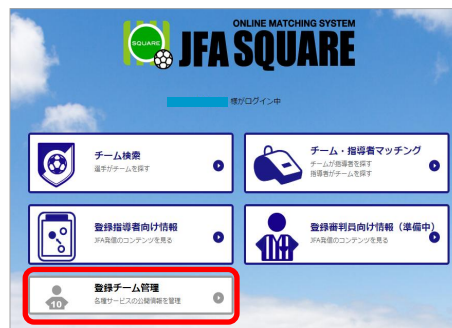 ONLINE MATCHING SYSTEM
SQUARE
JFA SQUARE
様がログイン中
チーム検索
選手がチームを探す
チーム・指導者マッチング
チームが指導者を探す
指導者がチームを探す
登録指導者向け情報
JFA発信のコンテンツを見る
登録審判員向け情報（準備中）
JFA発信のコンテンツを見る
10
登録チーム管理
各種サービスの公開情報を管理